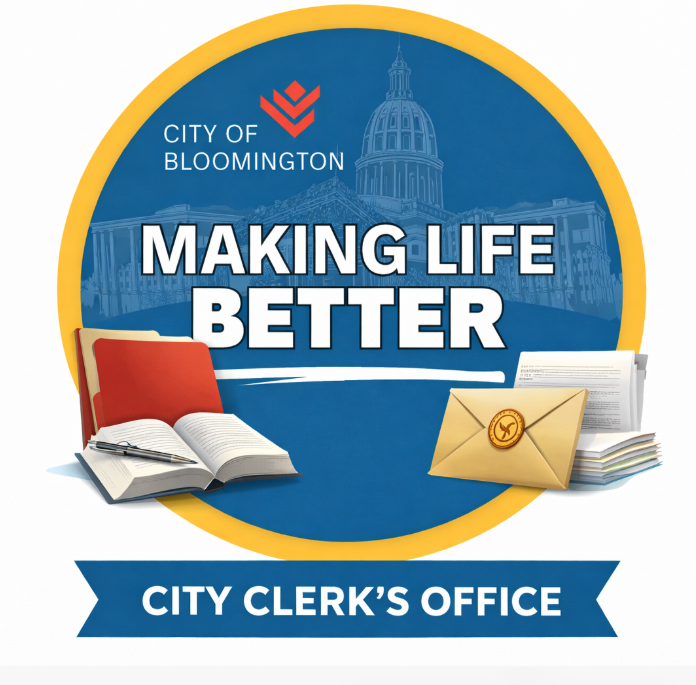 CITY OF
BLOOMINGTON
MAKING LIFE
BETTER
CITY CLERK'S OFFICE